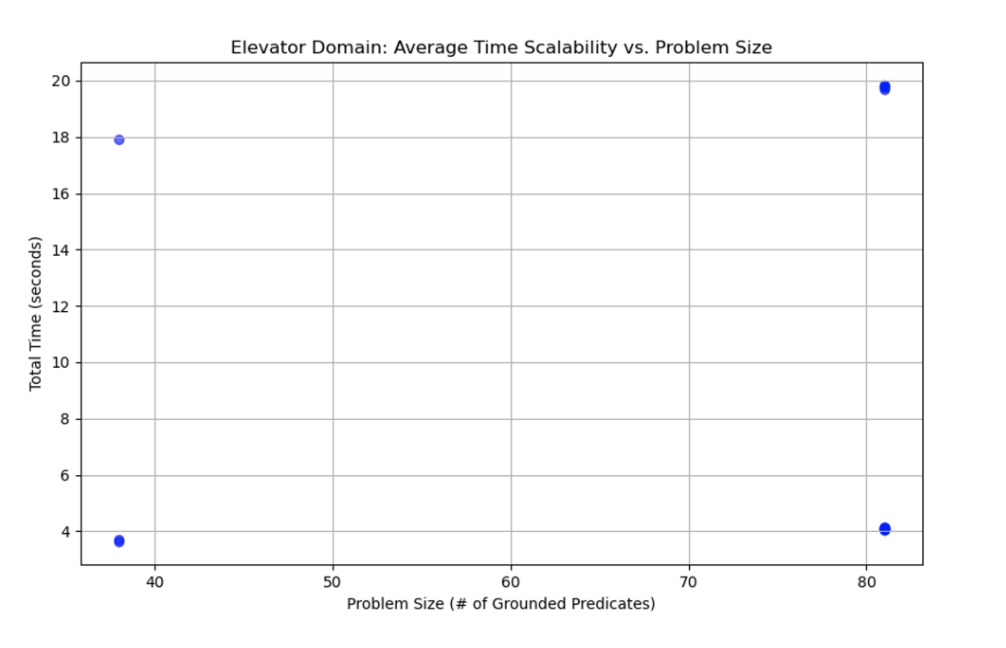 Elevator Domain: Average Time Scalability vs. Problem Size
20
18
16
14
12
10
8
6
4
Total Time (seconds)
40 50 60 70 80
Problem Size (# of Grounded Predicates)